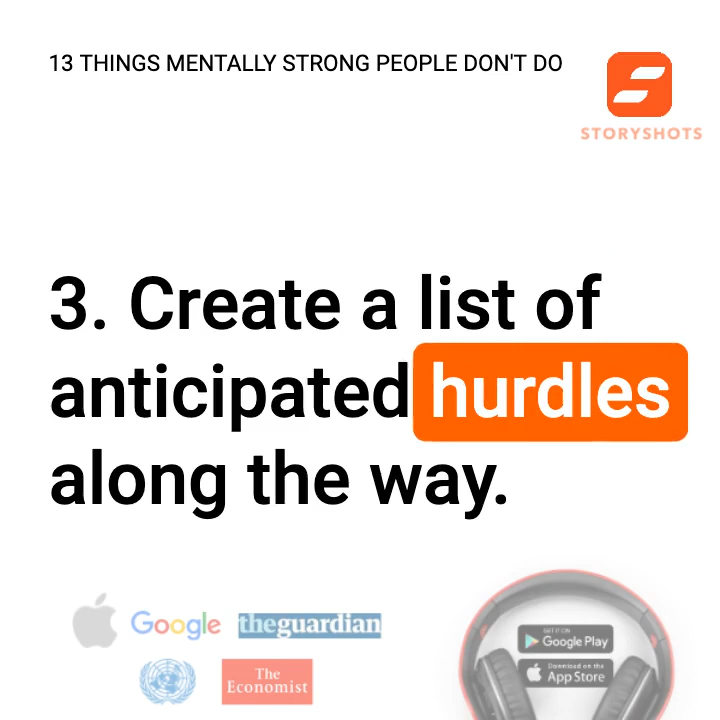 13 THINGS MENTALLY STRONG PEOPLE DON'T DO
STORYSHOTS
3. Create a list of
anticipated hurdles
along the way.
Google
theguardian
The
Economist
GET IT ON
Google Play
Download on the
App Store